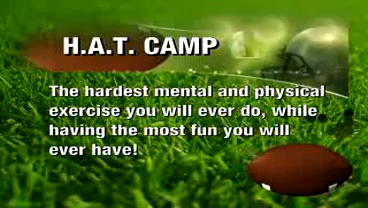 H.A.T. CAMP
The hardest mental and physical
exercise you will ever do, while
having the most fun you will
ever have!